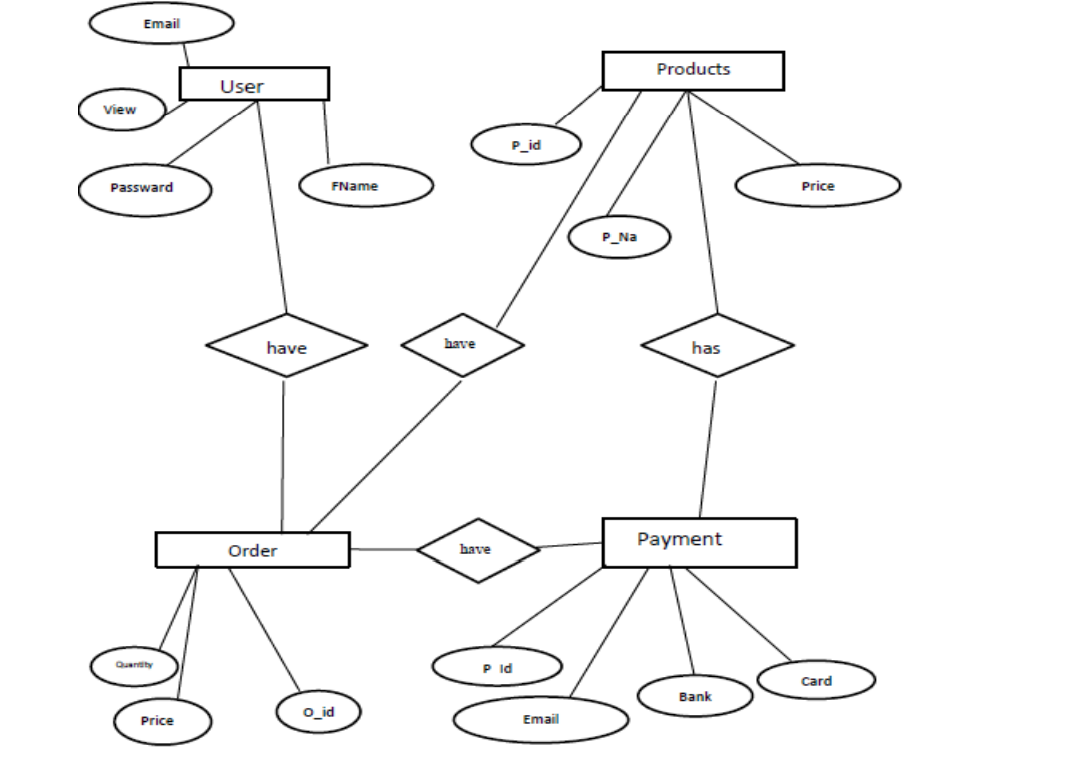 Email
User
Products
View
P_id
Passward
FName
Price
P_Na
have
have
has
Order
have
Payment
Quantity
P Id
Card
Bank
Price
O_id
Email